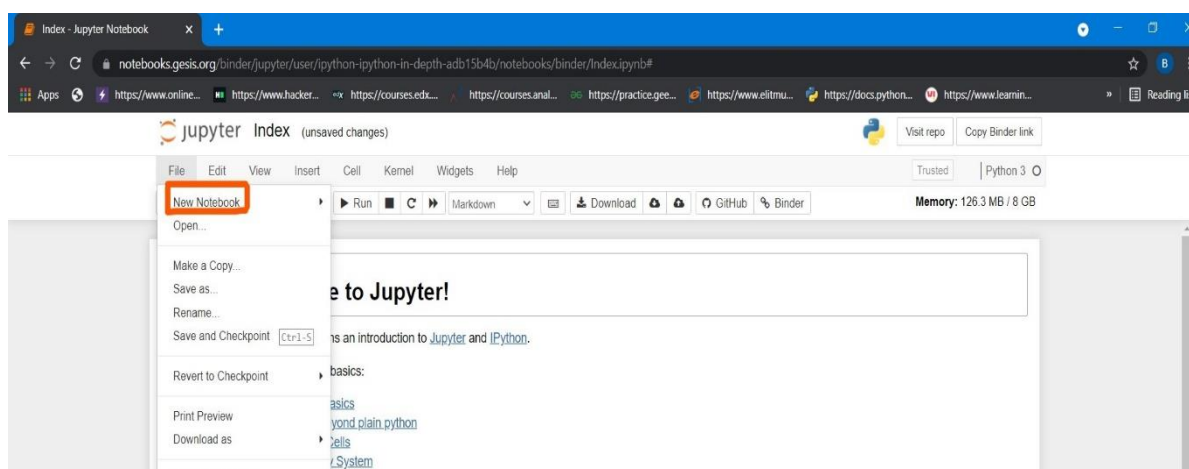 Index - Jupyter Notebook
notebooks.gesis.org/binder/jupyter/user/ipython-ipython-in-depth-adb15b4b/notebooks/binder/Index.ipynb#
B
Apps https://www.online... https://www.hacker... https://courses.edx.... https://courses.anal... https://practice.gee... https://www.elitmu... https://docs.python... https://www.learnin... » Reading li
jupyter Index (unsaved changes) Visit repo Copy Binder link
File Edit View Insert Cell Kernel Widgets Help Trusted Python 3
New Notebook Run Markdown Download GitHub Binder Memory: 126.3 MB / 8 GB
Open...
Make a Copy...
Save as...
e to Jupyter!
Rename...
Save and Checkpoint Ctrl-S ns an introduction to Jupyter and IPython.
Revert to Checkpoint basics:
asics
Print Preview yond plain python
Download as Cells
y System